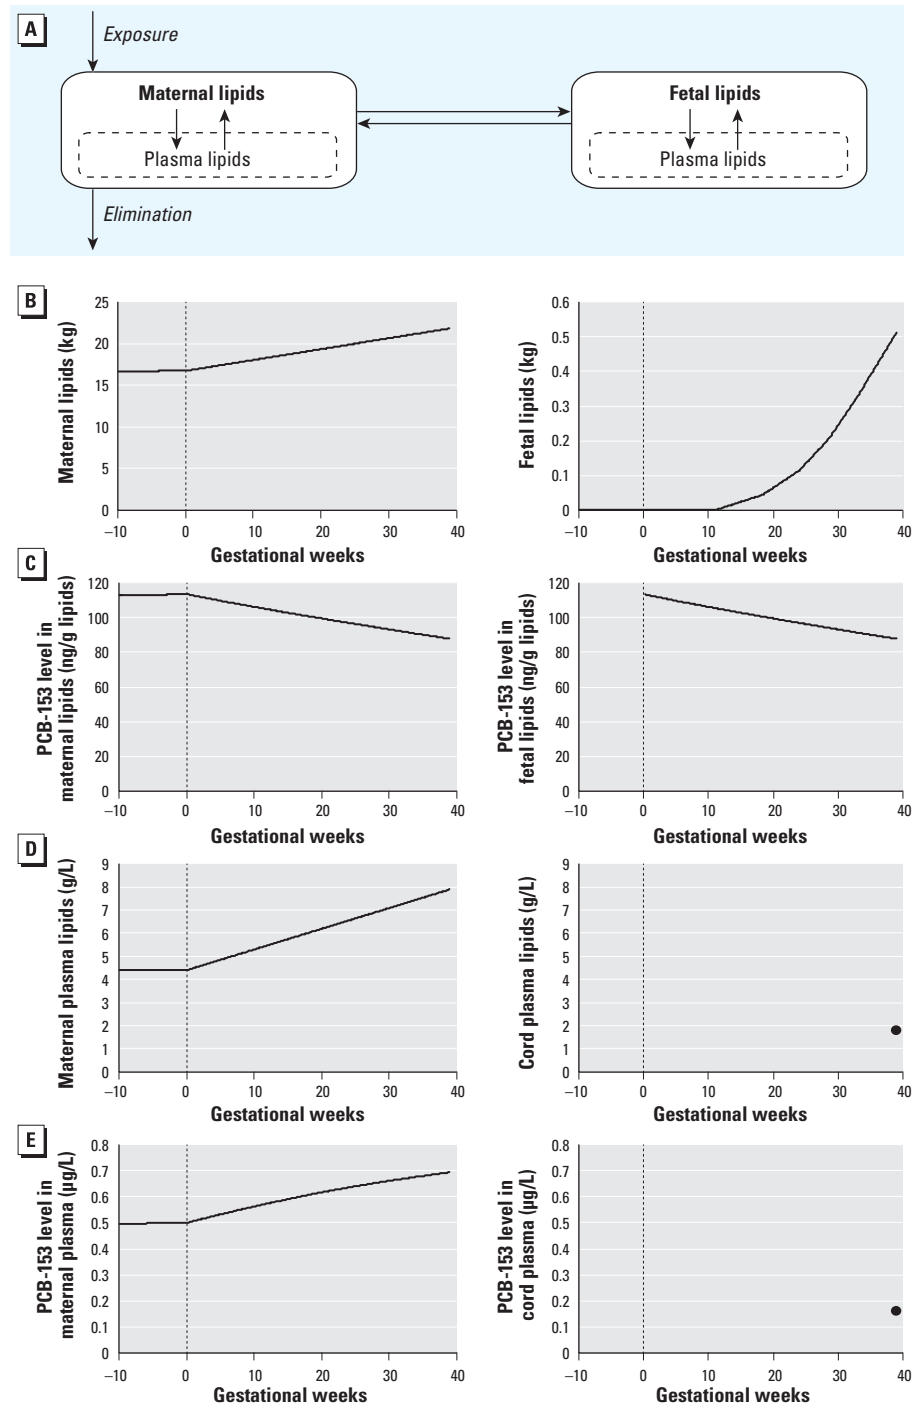 A
Exposure
Maternal lipids
Plasma lipids
Elimination
Fetal lipids
Plasma lipids
B
Maternal lipids (kg)
25
20
15
10
5
0
–10 0 10 20 30 40
Gestational weeks
Fetal lipids (kg)
0.6
0.5
0.4
0.3
0.2
0.1
0
–10 0 10 20 30 40
Gestational weeks
C
PCB-153 level in
maternal lipids (ng/g lipids)
120
100
80
60
40
20
0
–10 0 10 20 30 40
Gestational weeks
PCB-153 level in
fetal lipids (ng/g lipids)
120
100
80
60
40
20
0
–10 0 10 20 30 40
Gestational weeks
D
Maternal plasma lipids (g/L)
9
8
7
6
5
4
3
2
1
0
–10 0 10 20 30 40
Gestational weeks
Cord plasma lipids (g/L)
9
8
7
6
5
4
3
2
1
0
–10 0 10 20 30 40
Gestational weeks
E
PCB-153 level in
maternal plasma (µg/L)
0.8
0.7
0.6
0.5
0.4
0.3
0.2
0.1
0
–10 0 10 20 30 40
Gestational weeks
PCB-153 level in
cord plasma (µg/L)
0.8
0.7
0.6
0.5
0.4
0.3
0.2
0.1
0
–10 0 10 20 30 40
Gestational weeks